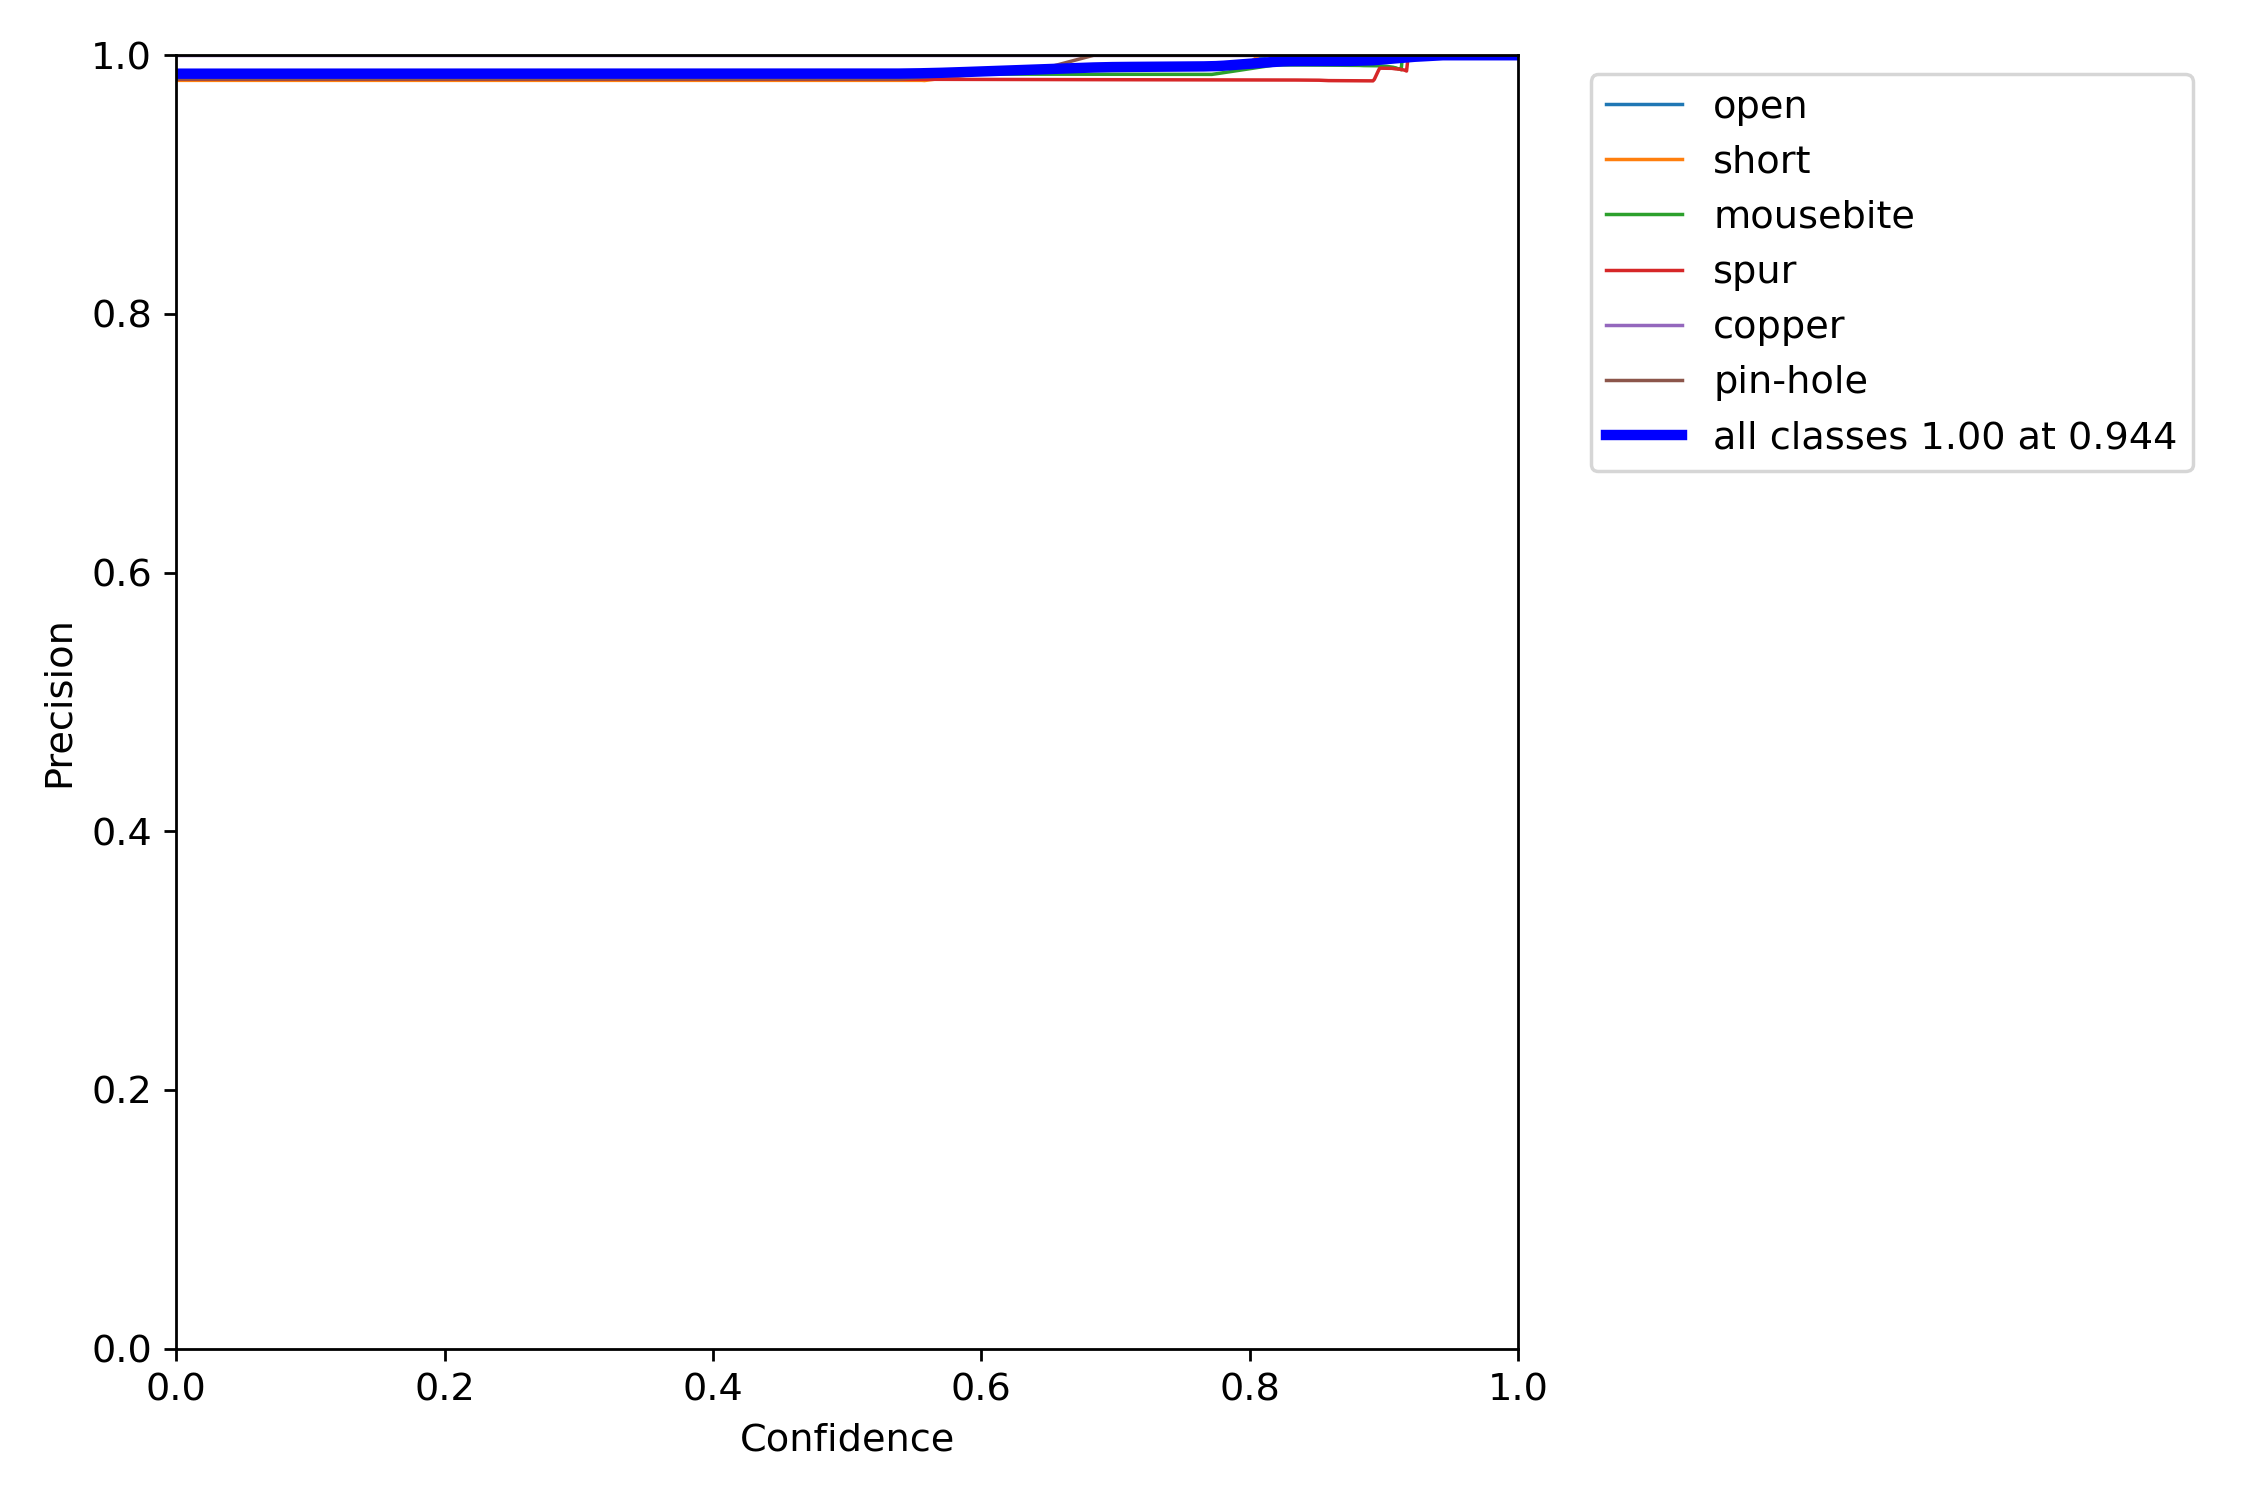 1.0
0.8
0.6
0.4
0.2
0.0
Precision
0.0 0.2 0.4 0.6 0.8 1.0
Confidence
open
short
mousebite
spur
copper
pin-hole
all classes 1.00 at 0.944